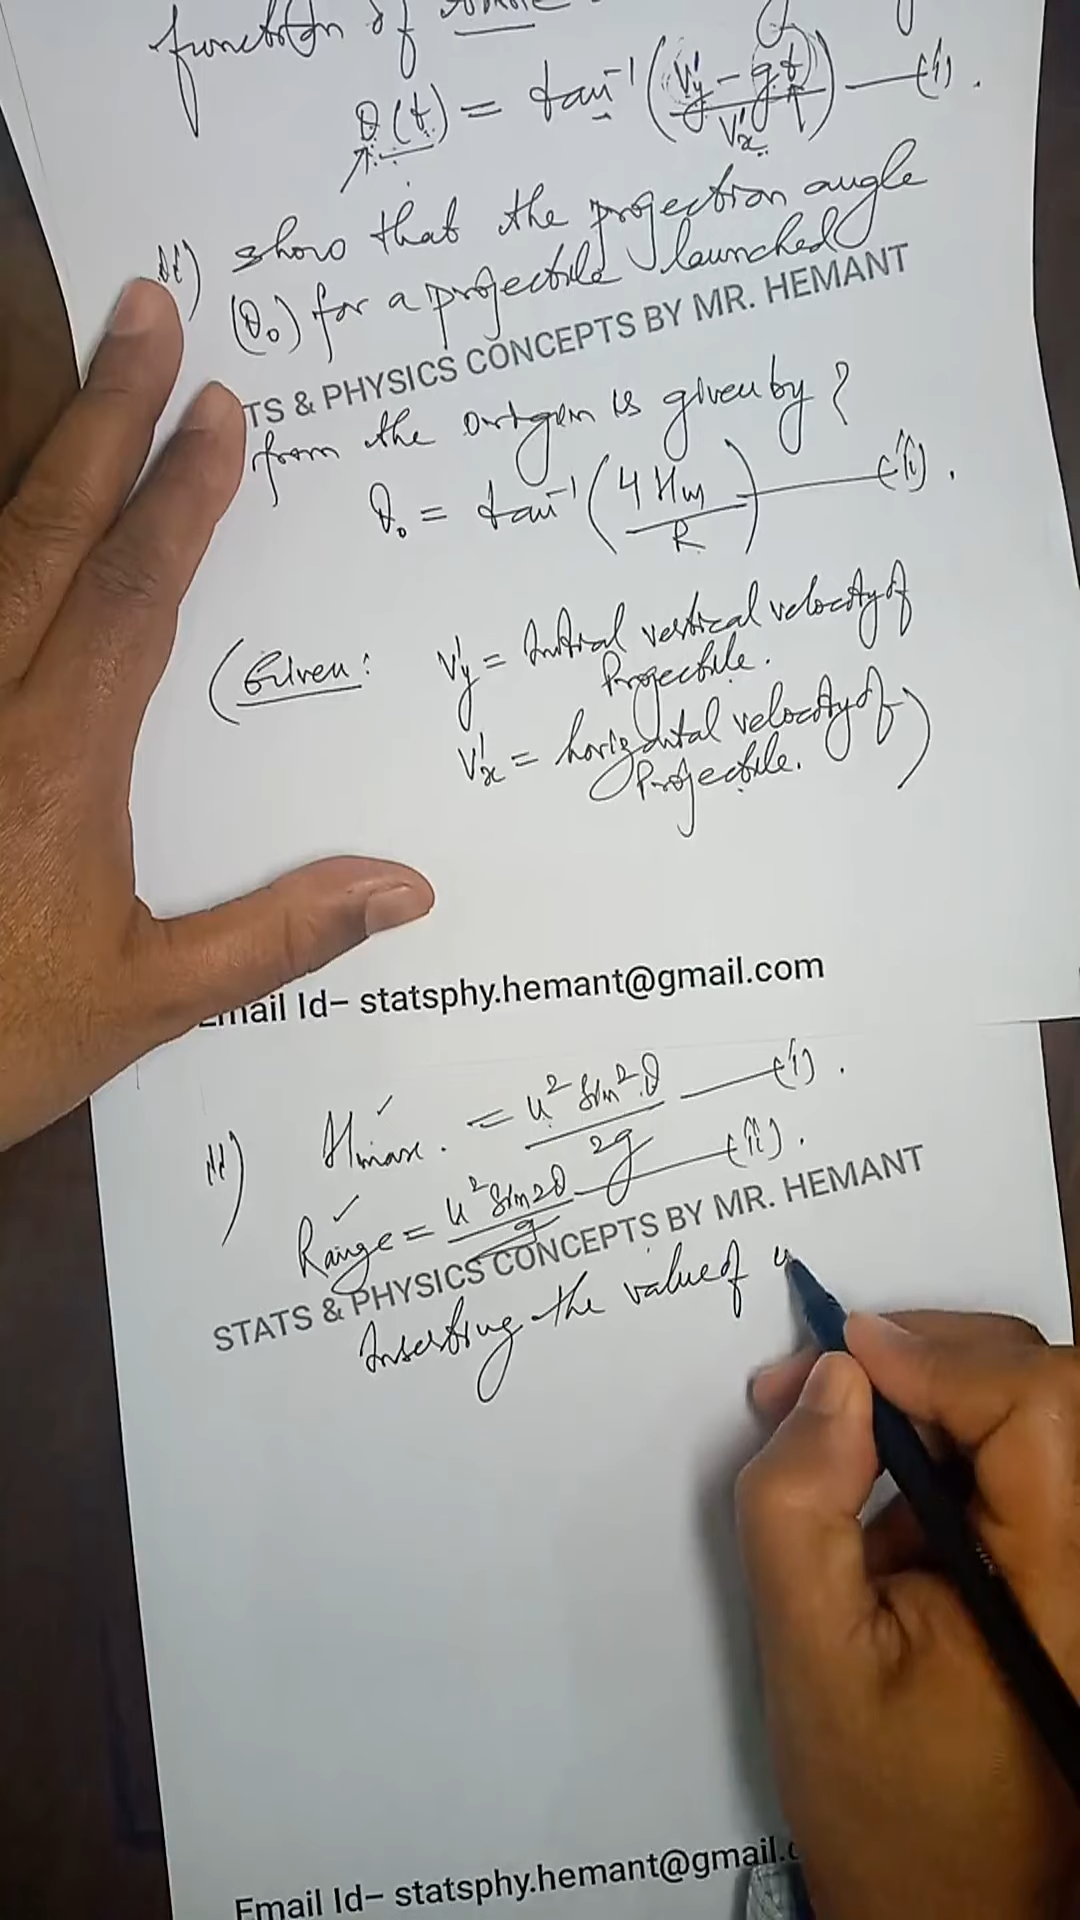 function of
θ(t) = tan⁻¹ (V'y – gt / V'x) —(i).
ii) show that the projection angle
(θ₀) for a projectile launched
TS & PHYSICS CONCEPTS BY MR. HEMANT
from the origin is given by ?
θ₀ = tan⁻¹ (4 Hm / R) —(ii).
(Given: V'y = Initial vertical velocity of
Projectile.
V'x = horizontal velocity of
Projectile.)
Email Id– statsphy.hemant@gmail.com
ii) Hmax. = u² Sin² θ / 2g —(i).
Range = u² Sin2θ / g —(ii).
STATS & PHYSICS CONCEPTS BY MR. HEMANT
Inserting the value of u
Email Id– statsphy.hemant@gmail.c